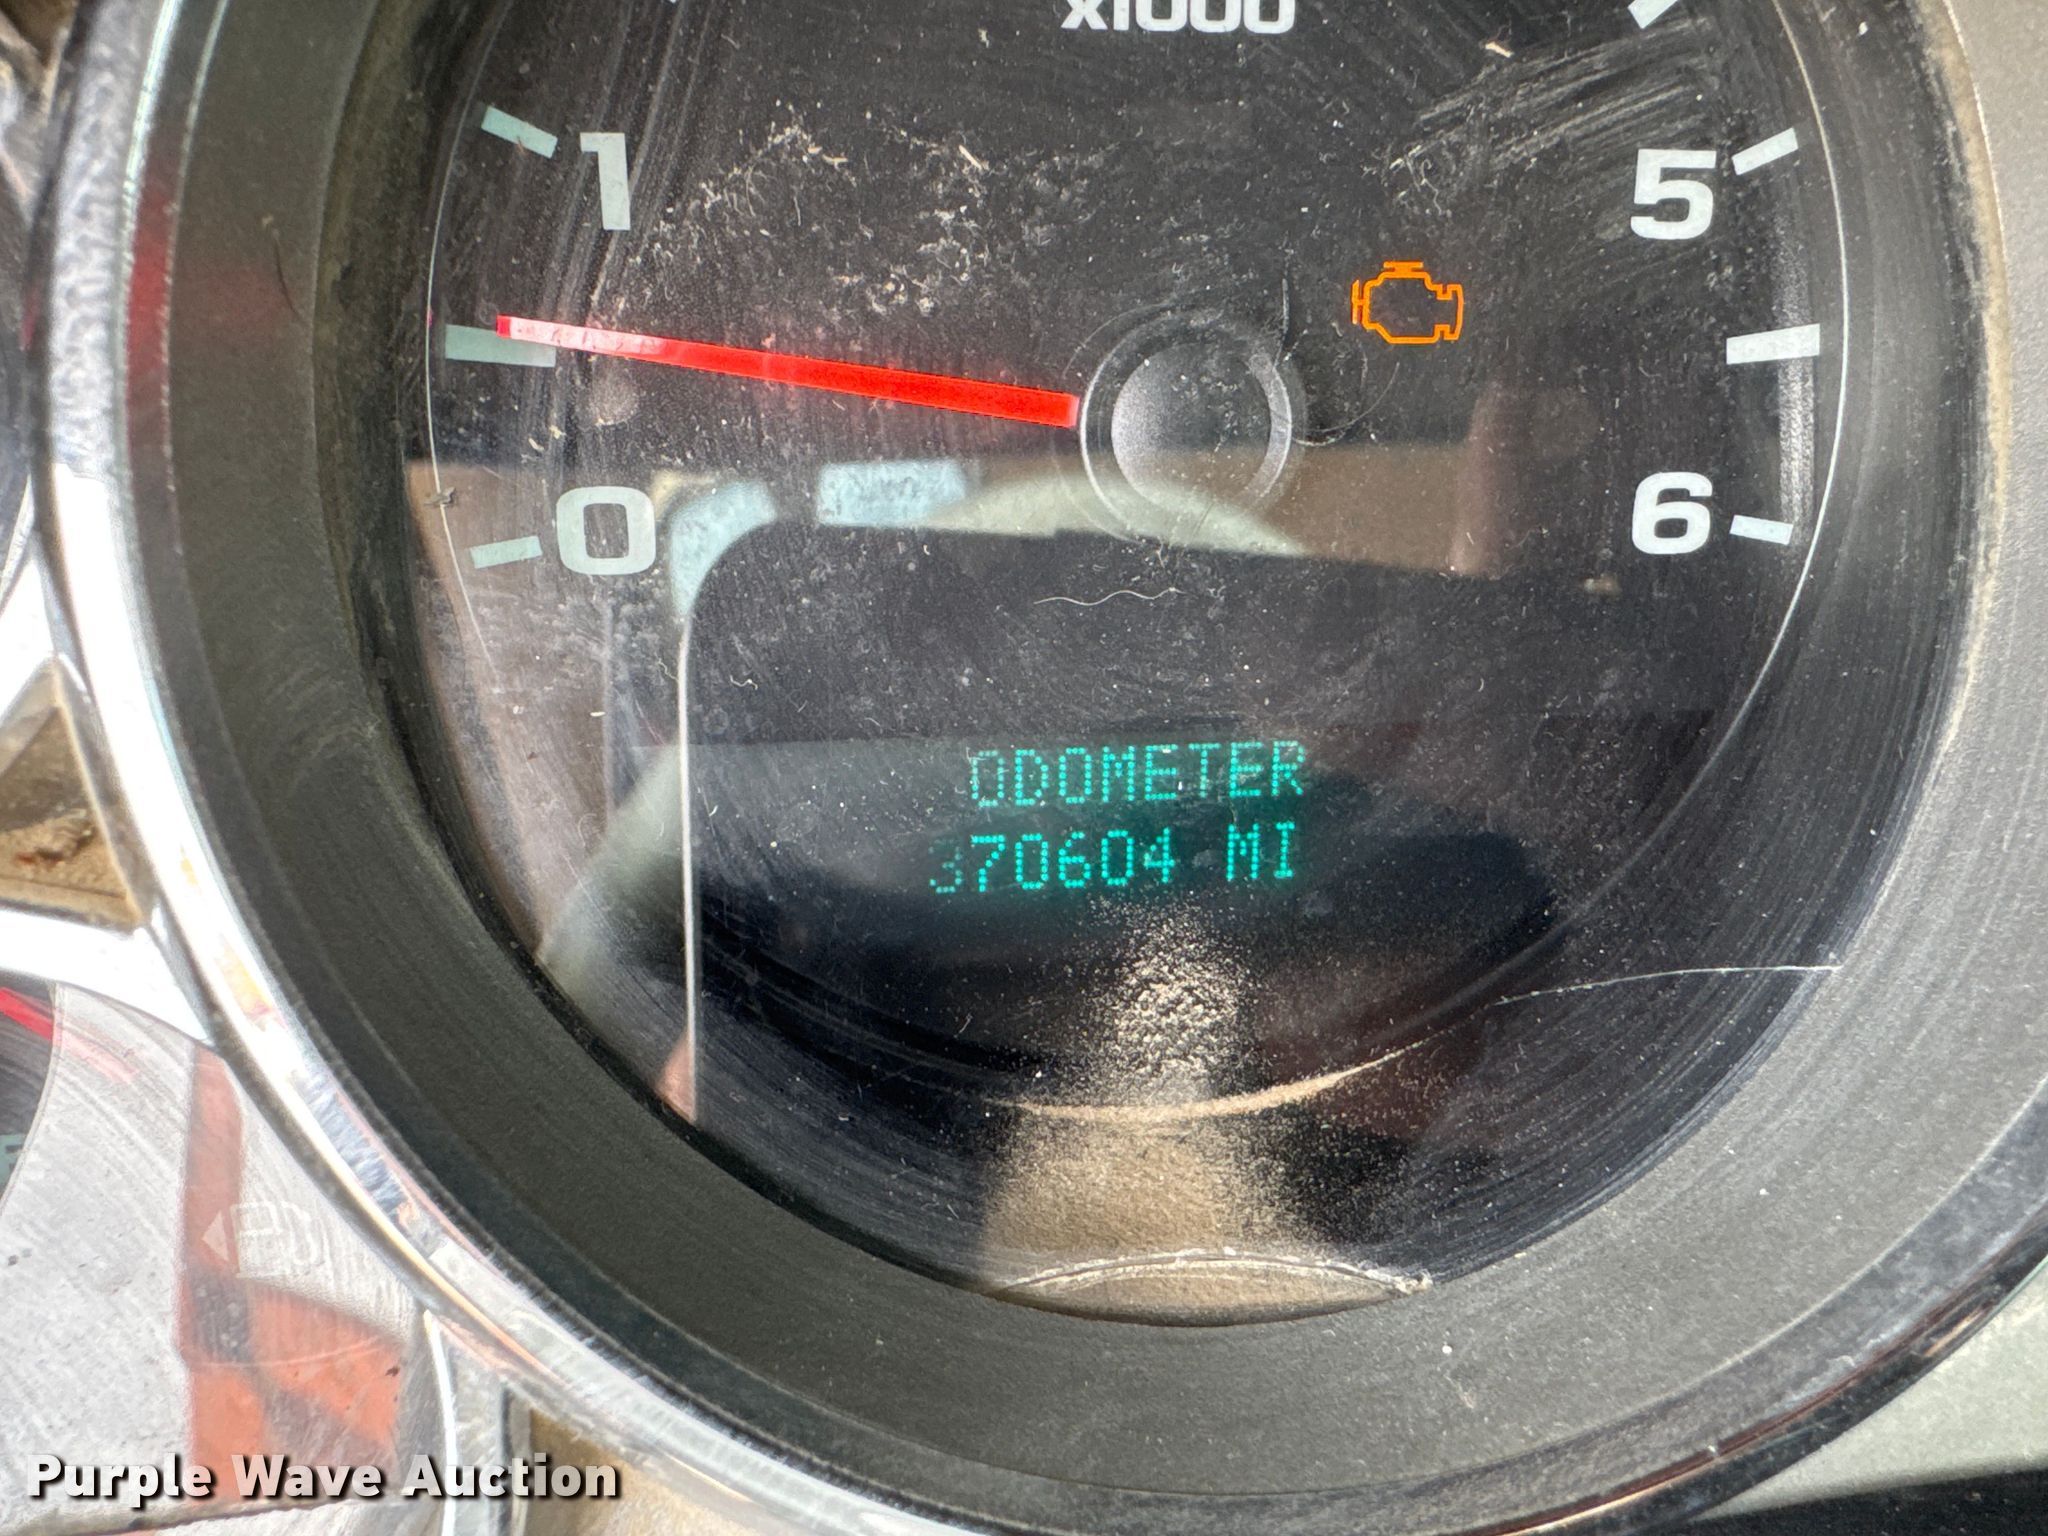 x1000
1
5
0
6
ODOMETER
370604 MI
Purple Wave Auction